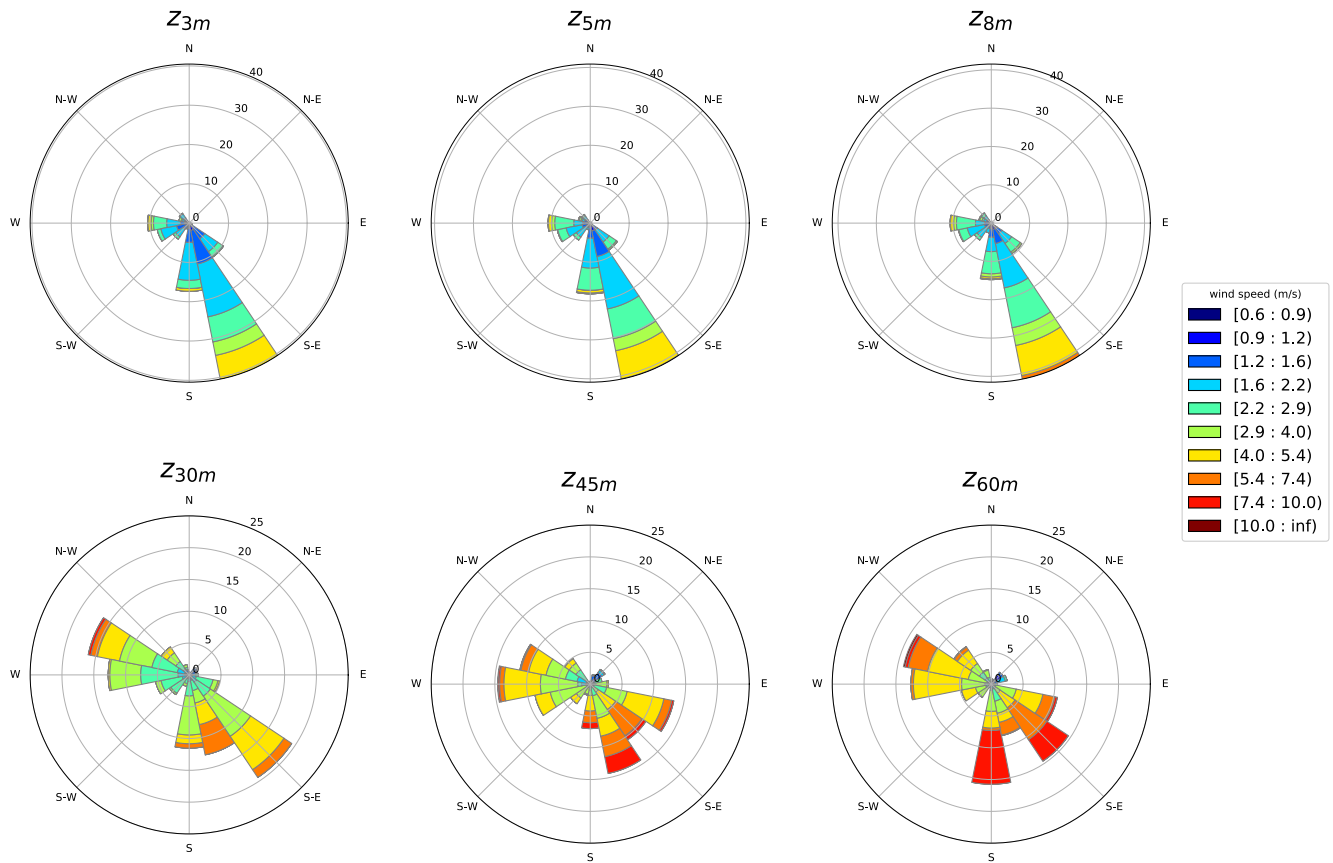 z3m
N
N-E
E
S-E
S
S-W
W
N-W
0
10
20
30
40
z5m
N
N-E
E
S-E
S
S-W
W
N-W
0
10
20
30
40
z8m
N
N-E
E
S-E
S
S-W
W
N-W
0
10
20
30
40
wind speed (m/s)
[0.6 : 0.9)
[0.9 : 1.2)
[1.2 : 1.6)
[1.6 : 2.2)
[2.2 : 2.9)
[2.9 : 4.0)
[4.0 : 5.4)
[5.4 : 7.4)
[7.4 : 10.0)
[10.0 : inf)
z30m
N
N-E
E
S-E
S
S-W
W
N-W
0
5
10
15
20
25
z45m
N
N-E
E
S-E
S
S-W
W
N-W
0
5
10
15
20
25
z60m
N
N-E
E
S-E
S
S-W
W
N-W
0
5
10
15
20
25